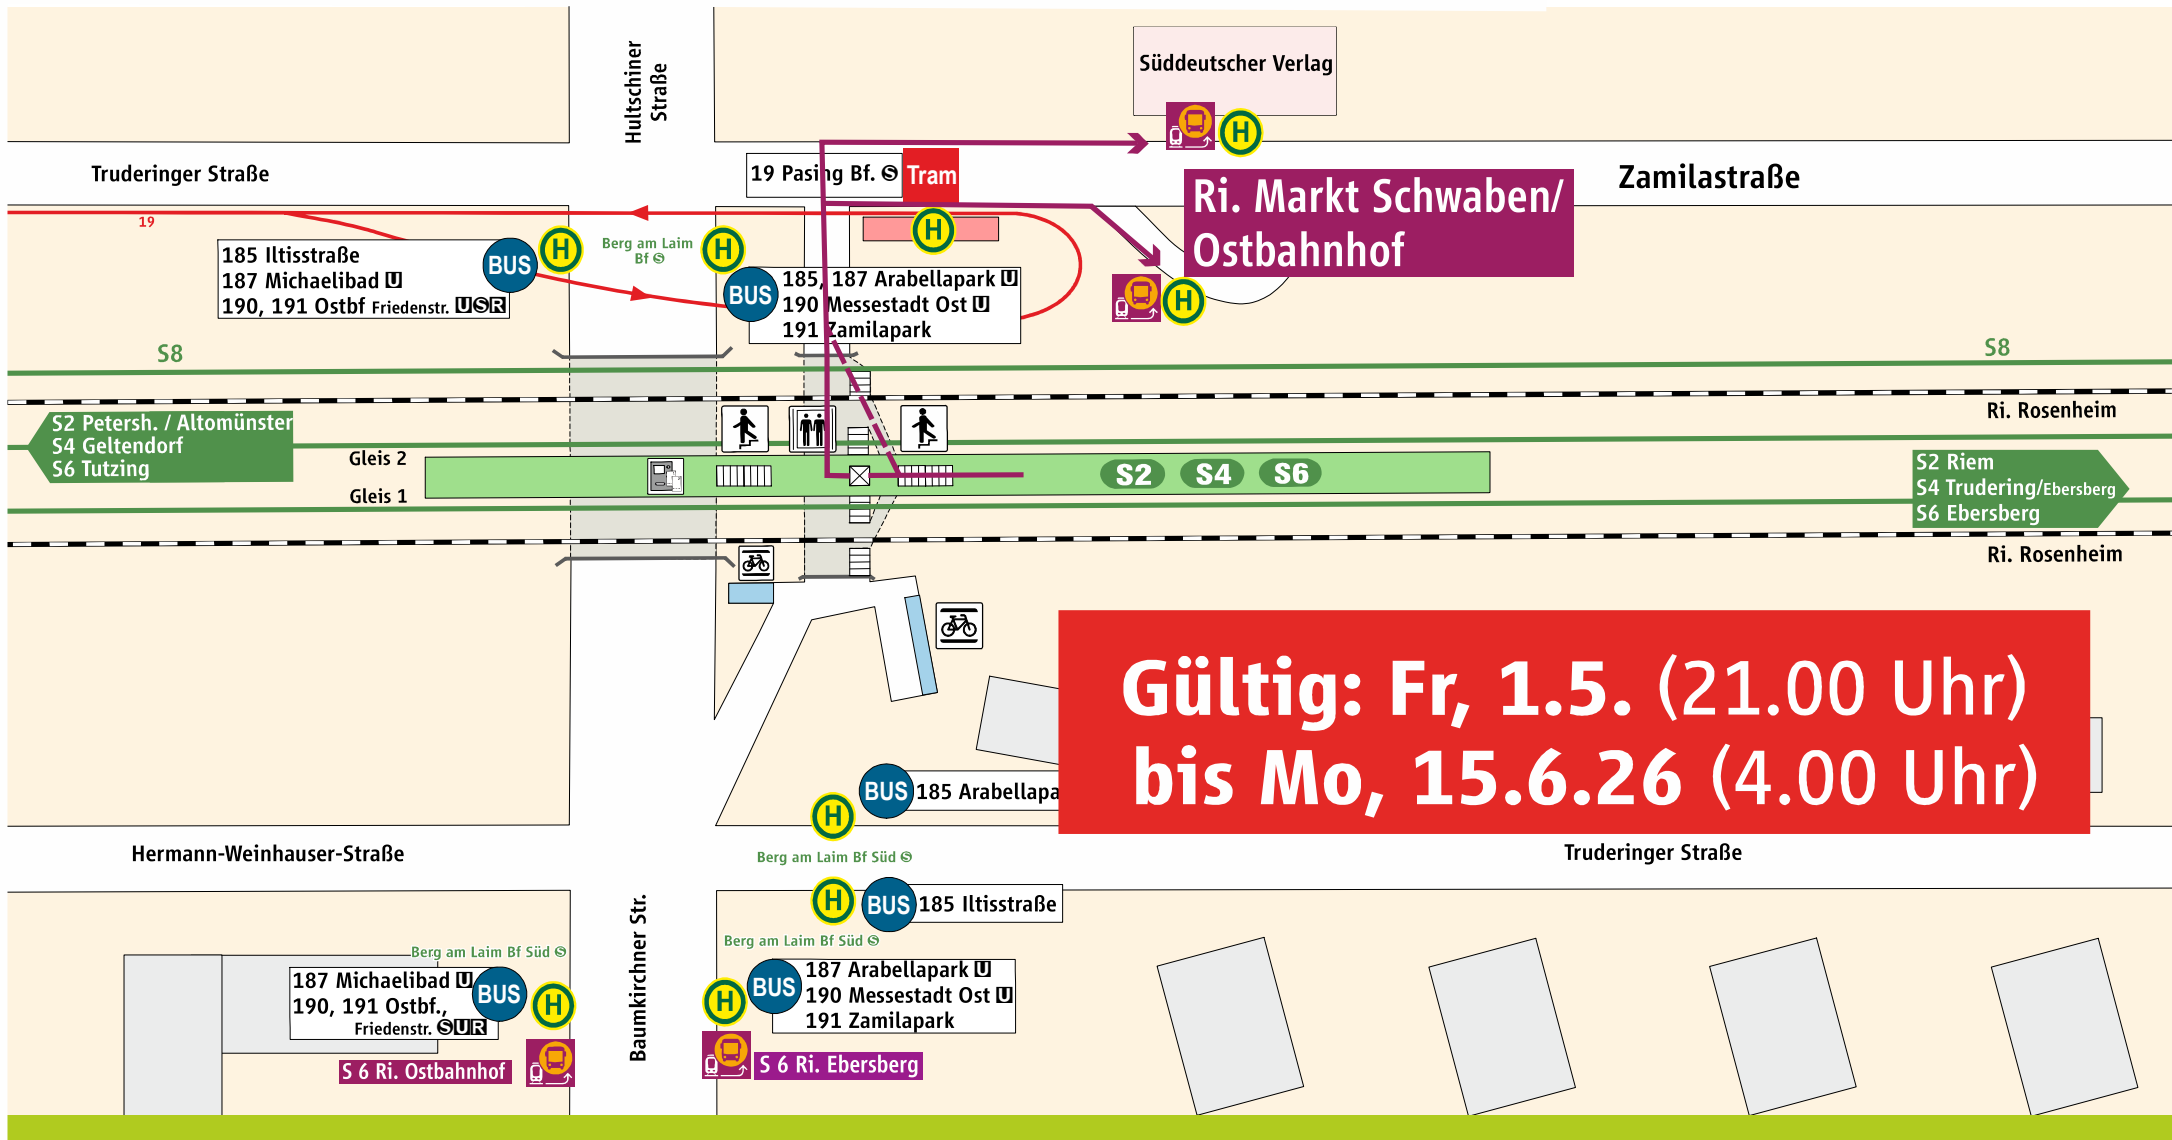 Hultschiner
Straße
Süddeutscher Verlag
H
Truderinger Straße
19 Pasing Bf. S
Tram
Zamilastraße
Ri. Markt Schwaben/
Ostbahnhof
19
H
H
H
H
Berg am Laim
Bf S
185 Iltisstraße
187 Michaelibad U
190, 191 Ostbf Friedenstr. U S R
BUS
BUS
185, 187 Arabellapark U
190 Messestadt Ost U
191 Zamilapark
S8
S8
Ri. Rosenheim
S2 Petersh. / Altomünster
S4 Geltendorf
S6 Tutzing
Gleis 2
Gleis 1
S2
S4
S6
S2 Riem
S4 Trudering/Ebersberg
S6 Ebersberg
Ri. Rosenheim
Gültig: Fr, 1.5. (21.00 Uhr)
bis Mo, 15.6.26 (4.00 Uhr)
BUS
185 Arabellapa
H
Hermann-Weinhauser-Straße
Berg am Laim Bf Süd S
Truderinger Straße
H
BUS
185 Iltisstraße
Baumkirchner Str.
Berg am Laim Bf Süd S
Berg am Laim Bf Süd S
187 Michaelibad U
190, 191 Ostbf.,
Friedenstr. S U R
BUS
H
H
BUS
187 Arabellapark U
190 Messestadt Ost U
191 Zamilapark
S 6 Ri. Ostbahnhof
S 6 Ri. Ebersberg